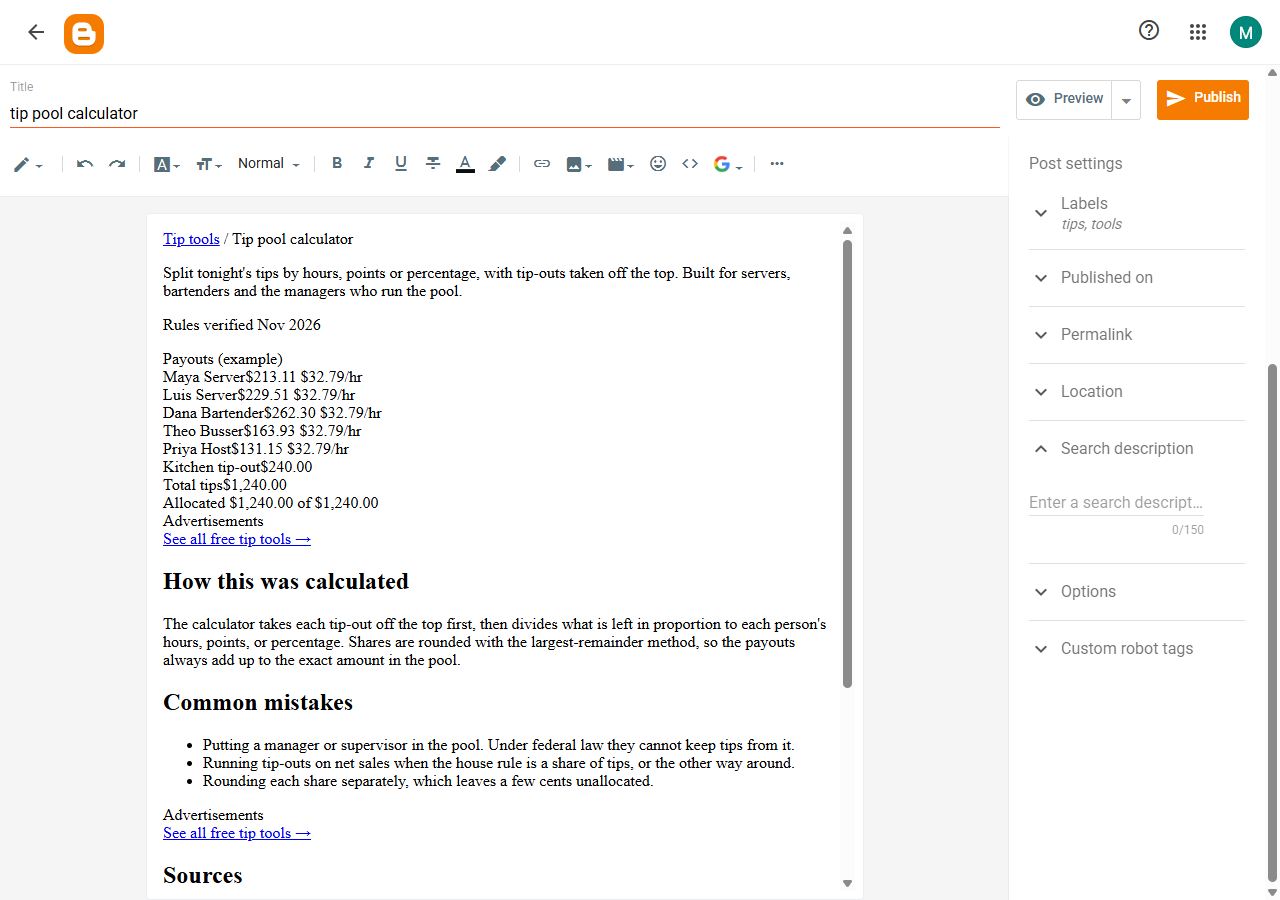 M
Title
tip pool calculator
Preview
Publish
Normal
B
I
U
A
Post settings
Labels
tips, tools
Published on
Permalink
Location
Search description
Enter a search descript...
0/150
Options
Custom robot tags
Tip tools / Tip pool calculator
Split tonight's tips by hours, points or percentage, with tip-outs taken off the top. Built for servers,
bartenders and the managers who run the pool.
Rules verified Nov 2026
Payouts (example)
Maya Server$213.11 $32.79/hr
Luis Server$229.51 $32.79/hr
Dana Bartender$262.30 $32.79/hr
Theo Busser$163.93 $32.79/hr
Priya Host$131.15 $32.79/hr
Kitchen tip-out$240.00
Total tips$1,240.00
Allocated $1,240.00 of $1,240.00
Advertisements
See all free tip tools →
How this was calculated
The calculator takes each tip-out off the top first, then divides what is left in proportion to each person's
hours, points, or percentage. Shares are rounded with the largest-remainder method, so the payouts
always add up to the exact amount in the pool.
Common mistakes
• Putting a manager or supervisor in the pool. Under federal law they cannot keep tips from it.
• Running tip-outs on net sales when the house rule is a share of tips, or the other way around.
• Rounding each share separately, which leaves a few cents unallocated.
Advertisements
See all free tip tools →
Sources